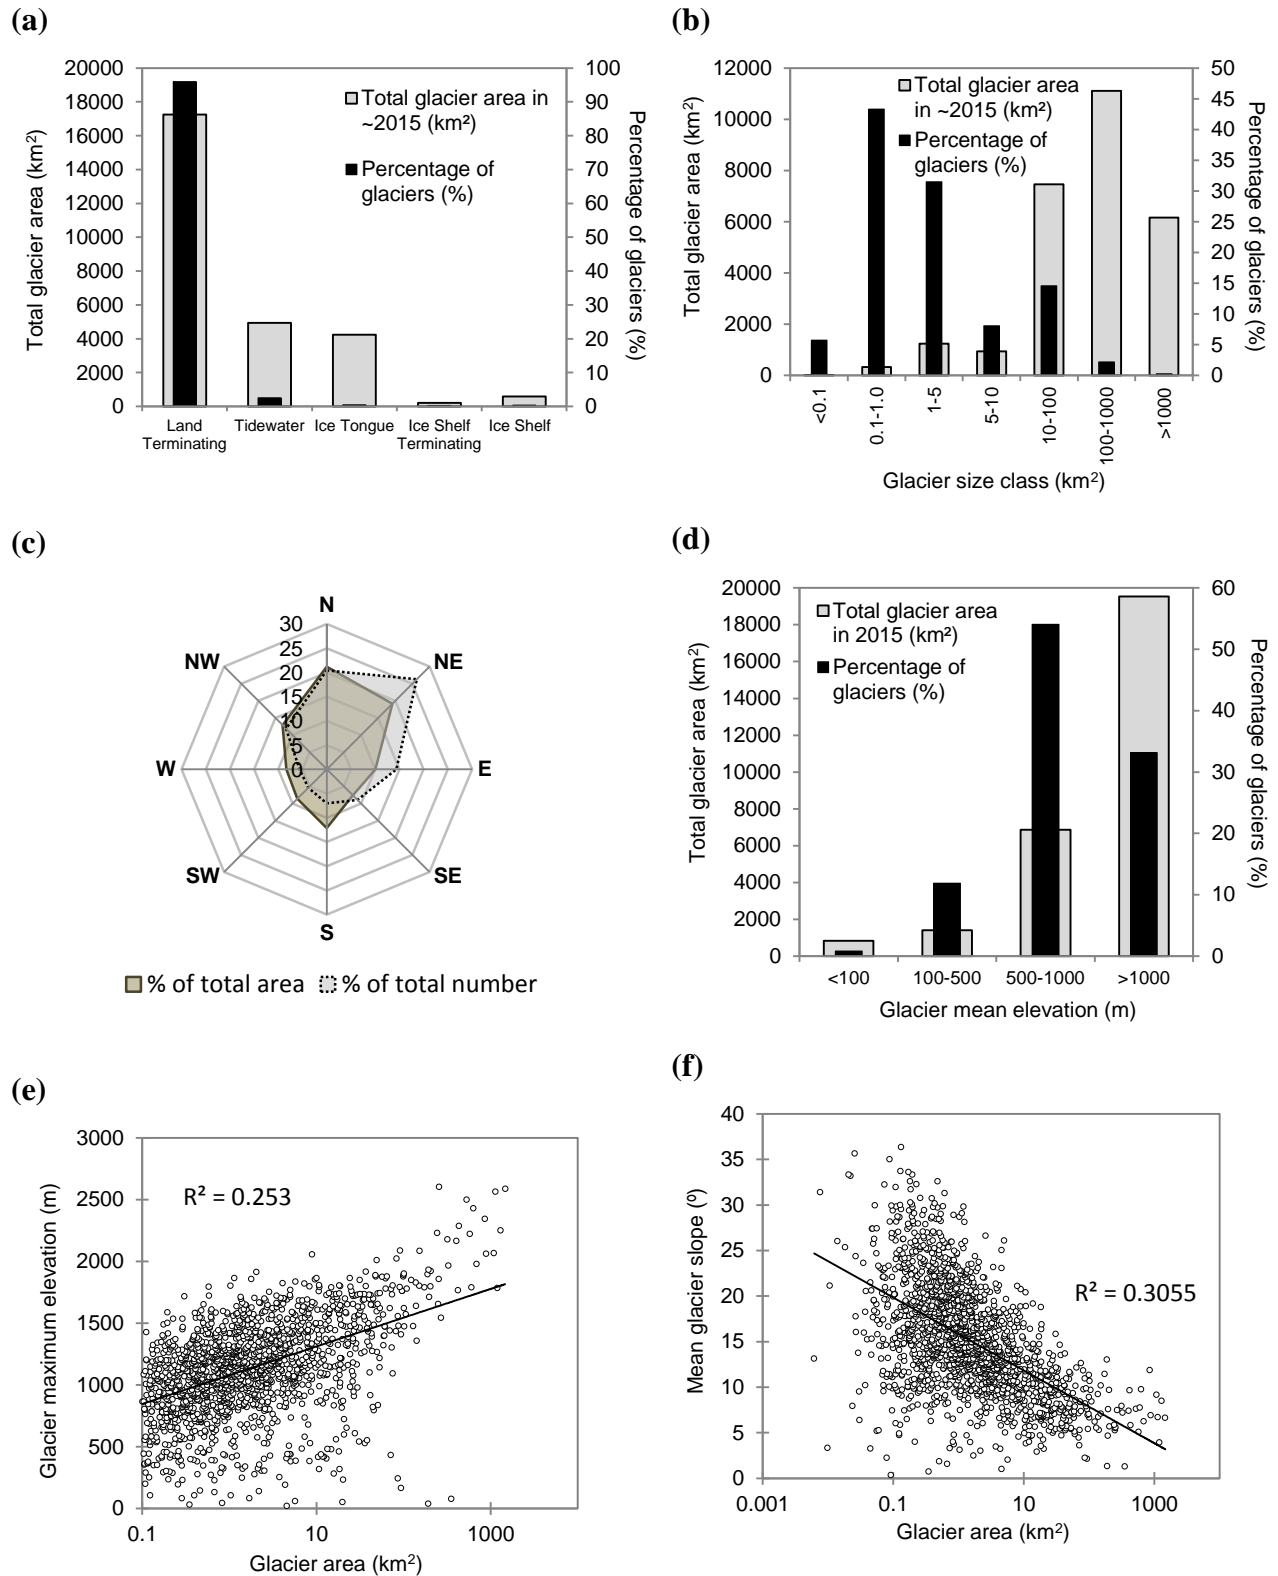 (a)
20000
18000
16000
14000
12000
10000
8000
6000
4000
2000
0
Total glacier area (km²)
100
90
80
70
60
50
40
30
20
10
0
Percentage of glaciers (%)
Total glacier area in
~2015 (km²)
Percentage of
glaciers (%)
Land
Terminating
Tidewater
Ice Tongue
Ice Shelf
Terminating
Ice Shelf
(b)
12000
10000
8000
6000
4000
2000
0
Total glacier area (km²)
50
45
40
35
30
25
20
15
10
5
0
Percentage of glaciers (%)
Total glacier area
in ~2015 (km²)
Percentage of
glaciers (%)
<0.1
0.1-1.0
1-5
5-10
10-100
100-1000
>1000
Glacier size class (km²)
(c)
N
NE
E
SE
S
SW
W
NW
30
25
20
15
10
5
0
% of total area
% of total number
(d)
20000
18000
16000
14000
12000
10000
8000
6000
4000
2000
0
Total glacier area (km²)
60
50
40
30
20
10
0
Percentage of glaciers (%)
Total glacier area
in 2015 (km²)
Percentage of
glaciers (%)
<100
100-500
500-1000
>1000
Glacier mean elevation (m)
(e)
3000
2500
2000
1500
1000
500
0
Glacier maximum elevation (m)
R² = 0.253
0.1
10
1000
Glacier area (km²)
(f)
40
35
30
25
20
15
10
5
0
Mean glacier slope (º)
R² = 0.3055
0.001
0.1
10
1000
Glacier area (km²)